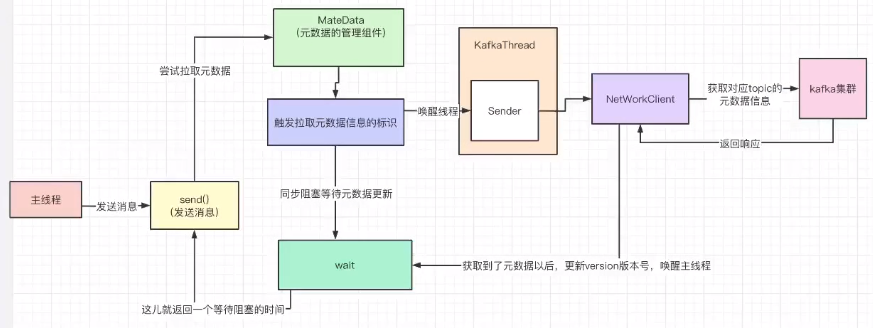 MateData
（元数据的管理组件）
KafkaThread
尝试拉取元数据
Sender
NetWorkClient
获取对应topic的
元数据信息
kafka集群
触发拉取元数据信息的标识
唤醒线程
返回响应
主线程
发送消息
send()
（发送消息）
同步阻塞等待元数据更新
wait
获取到了元数据以后，更新version版本号，唤醒主线程
这儿就返回一个等待阻塞的时间